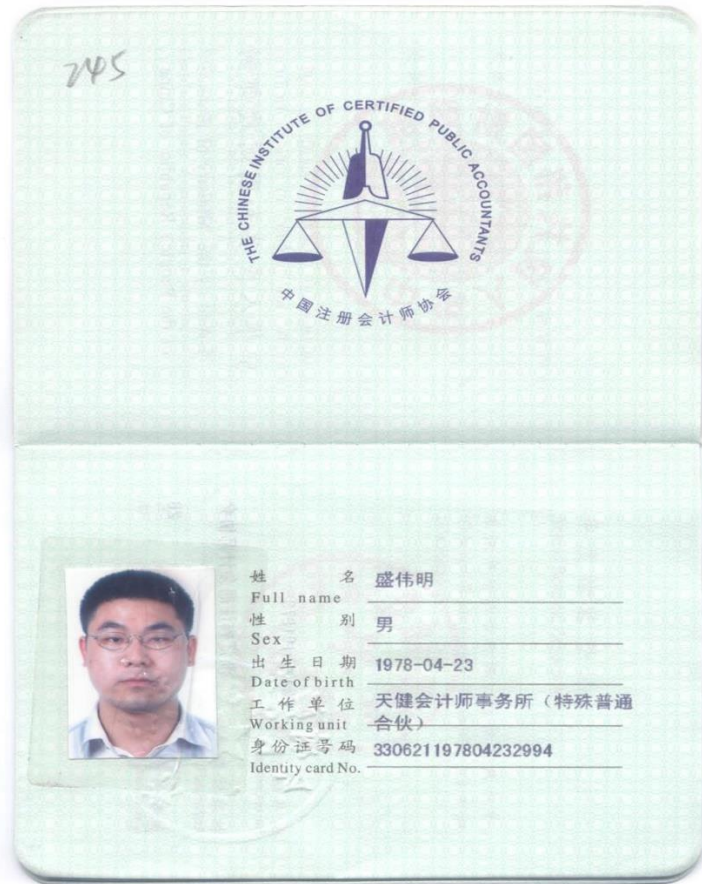 245
THE CHINESE INSTITUTE OF CERTIFIED PUBLIC ACCOUNTANTS
中国注册会计师协会
姓名 盛伟明
Full name
性别 男
Sex
出生日期 1978-04-23
Date of birth
工作单位 天健会计师事务所（特殊普通
Working unit 合伙）
身份证号码 330621197804232994
Identity card No.